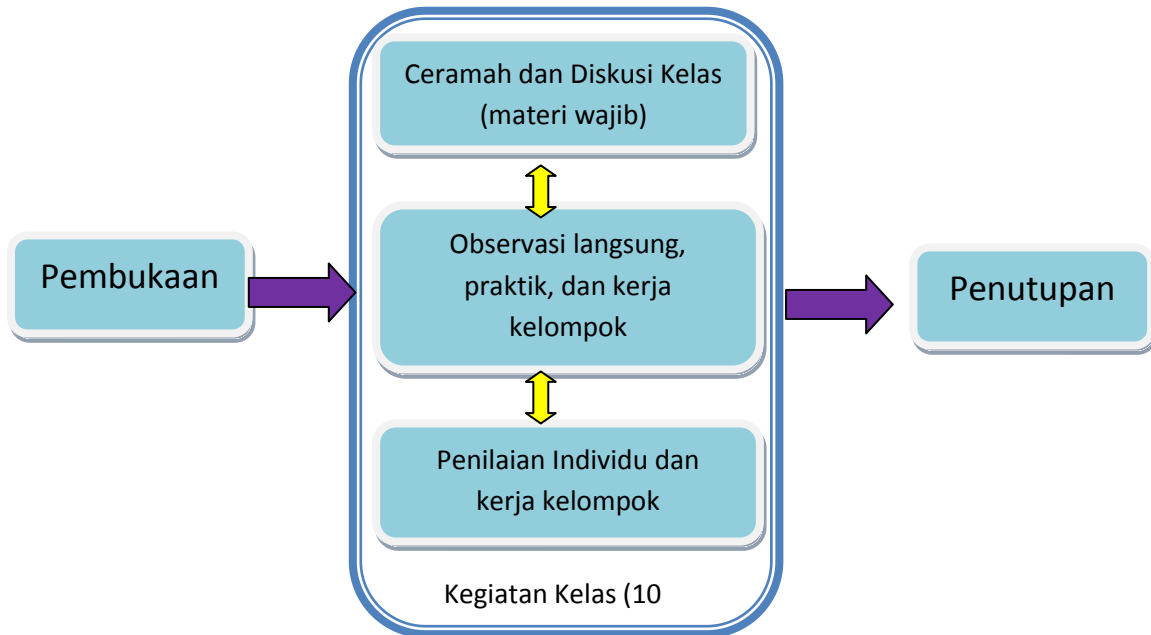 Pembukaan
Ceramah dan Diskusi Kelas
(materi wajib)
Observasi langsung,
praktik, dan kerja
kelompok
Penilaian Individu dan
kerja kelompok
Kegiatan Kelas (10
Penutupan